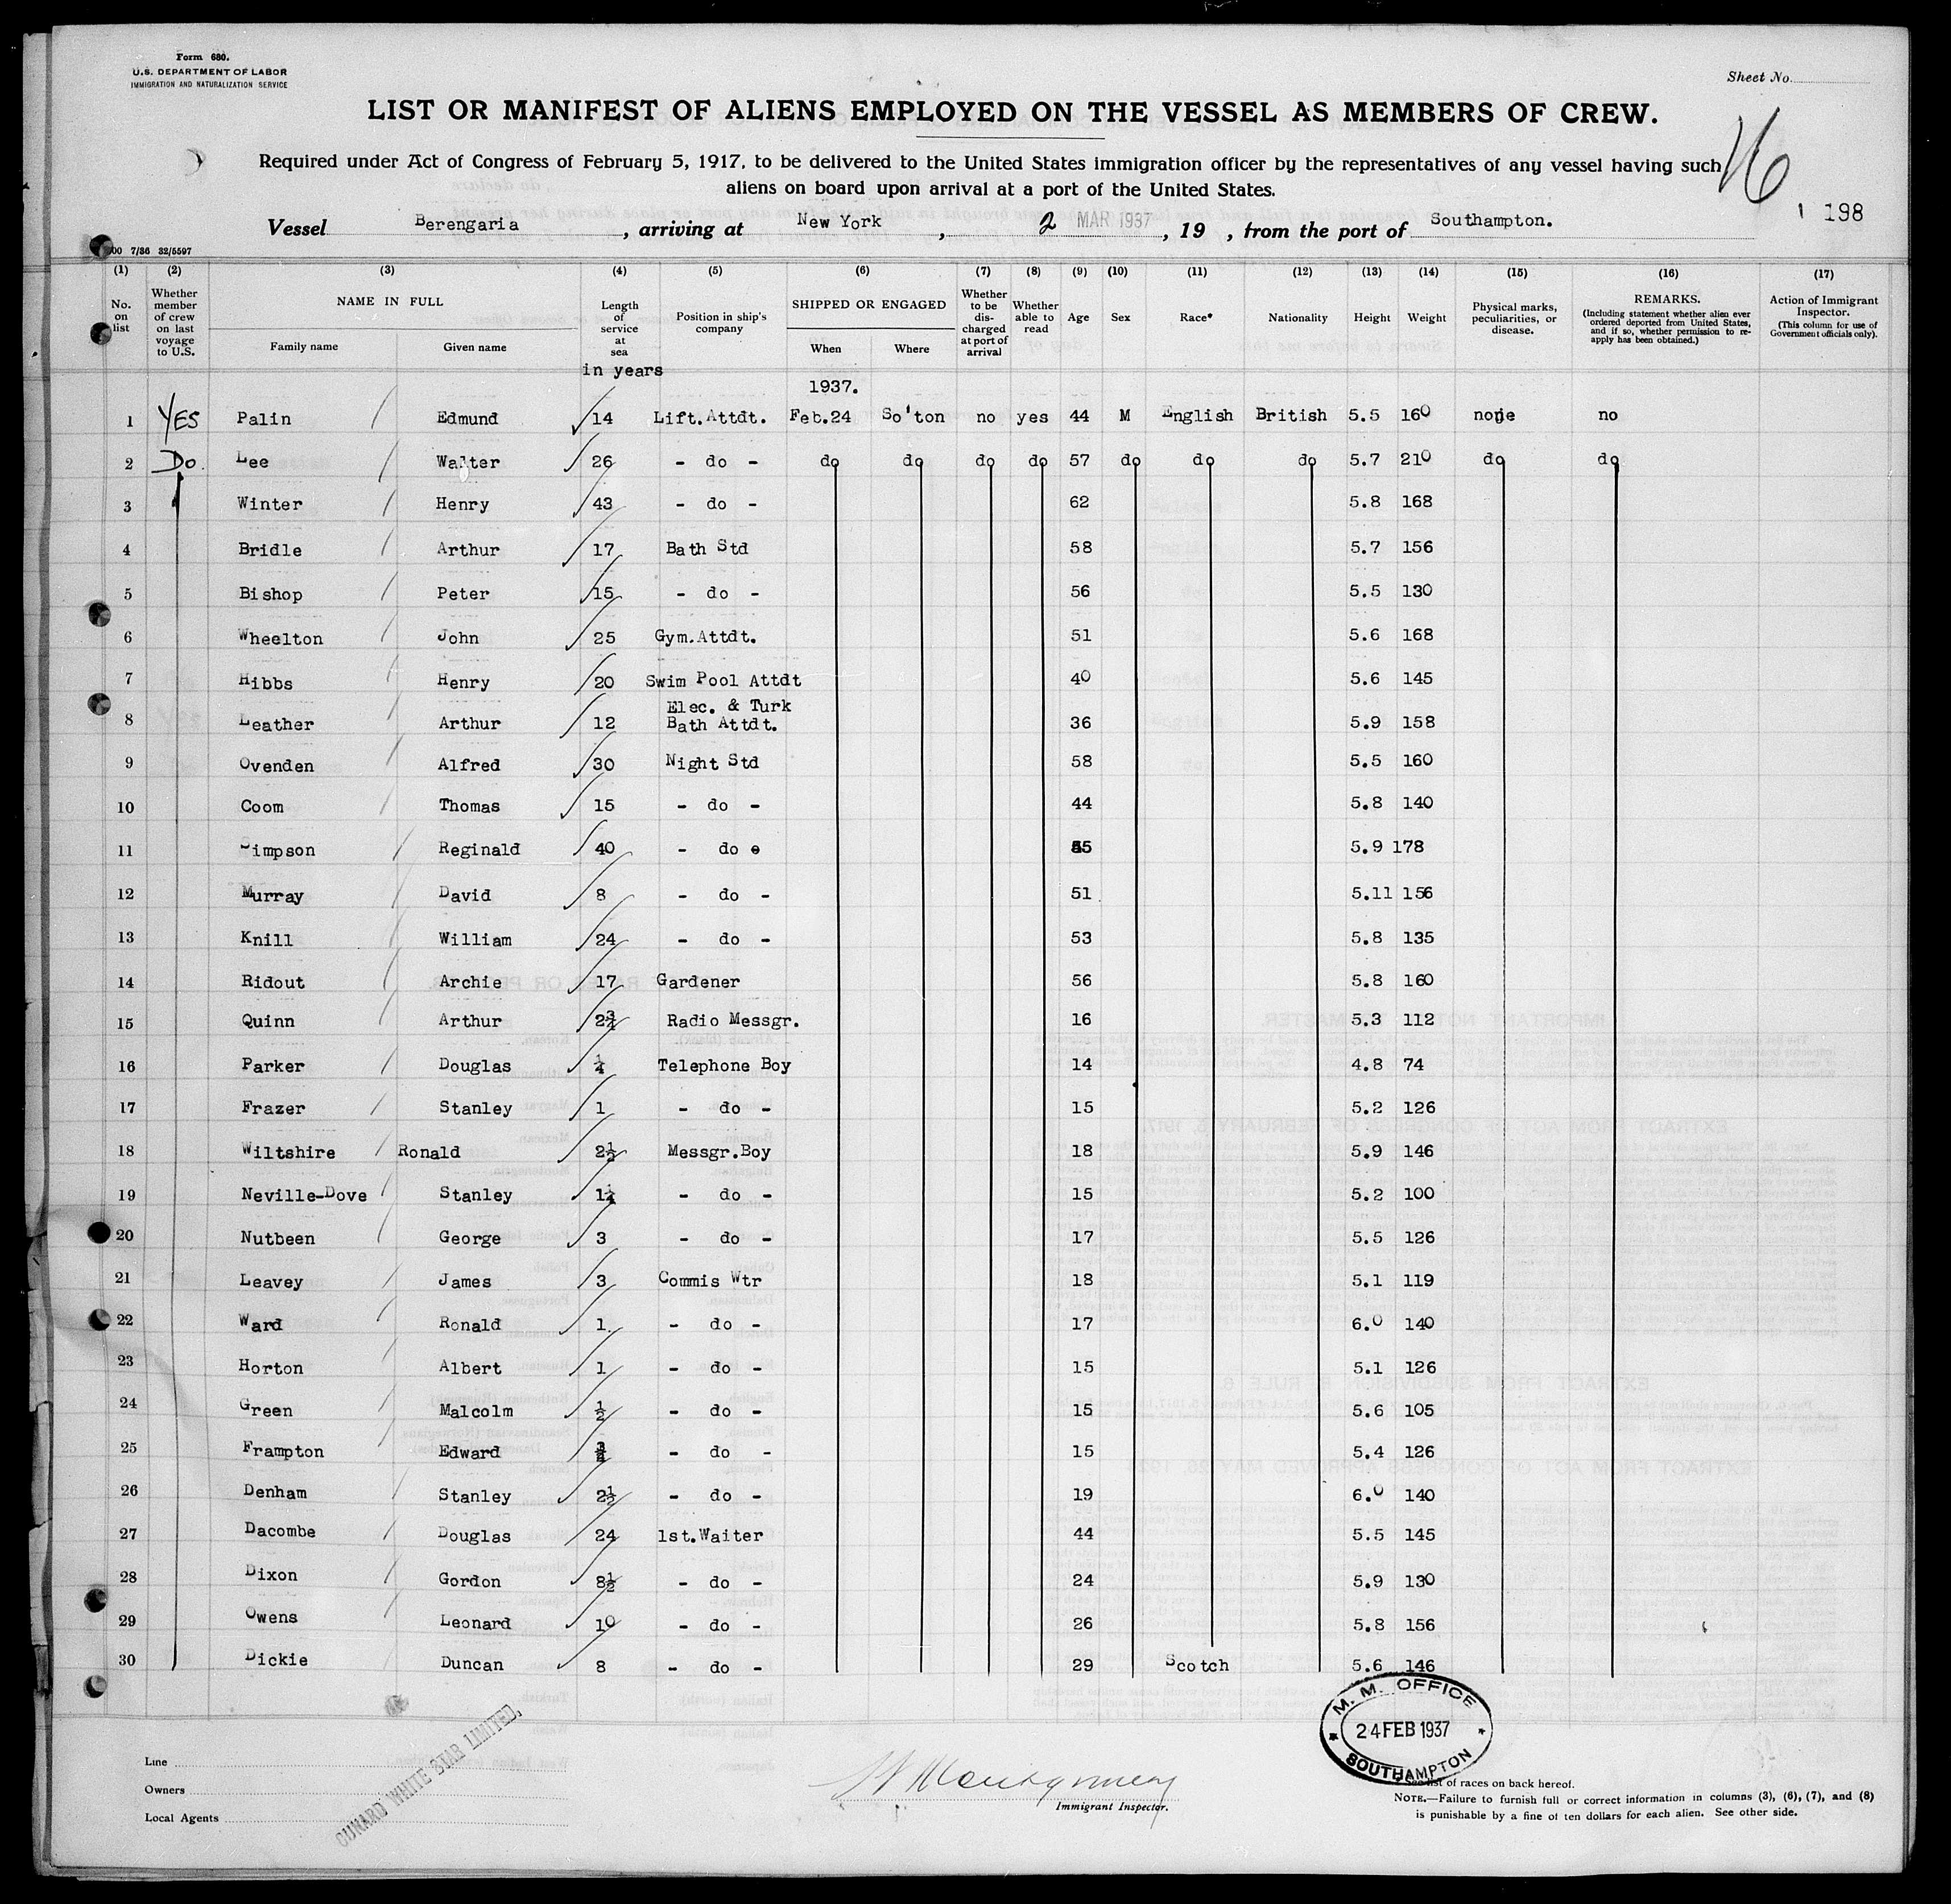 Form 680.
U.S. DEPARTMENT OF LABOR
IMMIGRATION AND NATURALIZATION SERVICE
Sheet No.
LIST OR MANIFEST OF ALIENS EMPLOYED ON THE VESSEL AS MEMBERS OF CREW.
Required under Act of Congress of February 5, 1917, to be delivered to the United States immigration officer by the representatives of any vessel having such
aliens on board upon arrival at a port of the United States.
16
198
Vessel Berengaria, arriving at New York, 2 MAR 1937, 19 , from the port of Southampton.
00 7/36 32/5597
(1) (2) (3) (4) (5) (6) (7) (8) (9) (10) (11) (12) (13) (14) (15) (16) (17)
No. on list
Whether member of crew on last voyage to U.S.
NAME IN FULL
Family name
Given name
Length of service at sea
in years
Position in ship's company
SHIPPED OR ENGAGED
When
Where
Whether to be discharged at port of arrival
Whether able to read
Age
Sex
Race*
Nationality
Height
Weight
Physical marks, peculiarities, or disease.
REMARKS.
(Including statement whether alien ever ordered deported from United States, and if so, whether permission to re-apply has been obtained.)
Action of Immigrant Inspector.
(This column for use of Government officials only).
1937.
1 YES Palin Edmund 14 Lift.Attdt. Feb.24 So'ton no yes 44 M English British 5.5 160 none no
2 Do. Lee Walter 26 - do - do do do do 57 do do do 5.7 210 do do
3 Winter Henry 43 - do - 62 5.8 168
4 Bridle Arthur 17 Bath Std 58 5.7 156
5 Bishop Peter 15 - do - 56 5.5 130
6 Wheelton John 25 Gym.Attdt. 51 5.6 168
7 Hibbs Henry 20 Swim Pool Attdt 40 5.6 145
8 Leather Arthur 12 Elec. & Turk Bath Attdt. 36 5.9 158
9 Ovenden Alfred 30 Night Std 58 5.5 160
10 Coom Thomas 15 - do - 44 5.8 140
11 Simpson Reginald 40 - do 5.9 178
12 Murray David 8 - do - 51 5.11 156
13 Knill William 24 - do - 53 5.8 135
14 Ridout Archie 17 Gardener 56 5.8 160
15 Quinn Arthur 2¾ Radio Messgr. 16 5.3 112
16 Parker Douglas ¼ Telephone Boy 14 4.8 74
17 Frazer Stanley 1 - do - 15 5.2 126
18 Wiltshire Ronald 2½ Messgr.Boy 18 5.9 146
19 Neville-Dove Stanley 1¼ - do - 15 5.2 100
20 Nutbeen George 3 - do - 17 5.5 126
21 Leavey James 3 Commis Wtr 18 5.1 119
22 Ward Ronald 1 - do - 17 6.0 140
23 Horton Albert 1 - do - 15 5.1 126
24 Green Malcolm ½ - do - 15 5.6 105
25 Frampton Edward - do - 15 5.4 126
26 Denham Stanley 2½ - do - 19 6.0 140
27 Dacombe Douglas 24 1st.Waiter 44 5.5 145
28 Dixon Gordon 8½ - do - 24 5.9 130
29 Owens Leonard 10 - do - 26 5.8 156
30 Dickie Duncan 8 - do - 29 Scotch 5.6 146
M. M. OFFICE
24 FEB 1937
SOUTHAMPTON
Line
Owners
Local Agents
CUNARD WHITE STAR LIMITED.
Montgomery
Immigrant Inspector.
list of races on back hereof.
NOTE.—Failure to furnish full or correct information in columns (3), (6), (7), and (8)
is punishable by a fine of ten dollars for each alien. See other side.